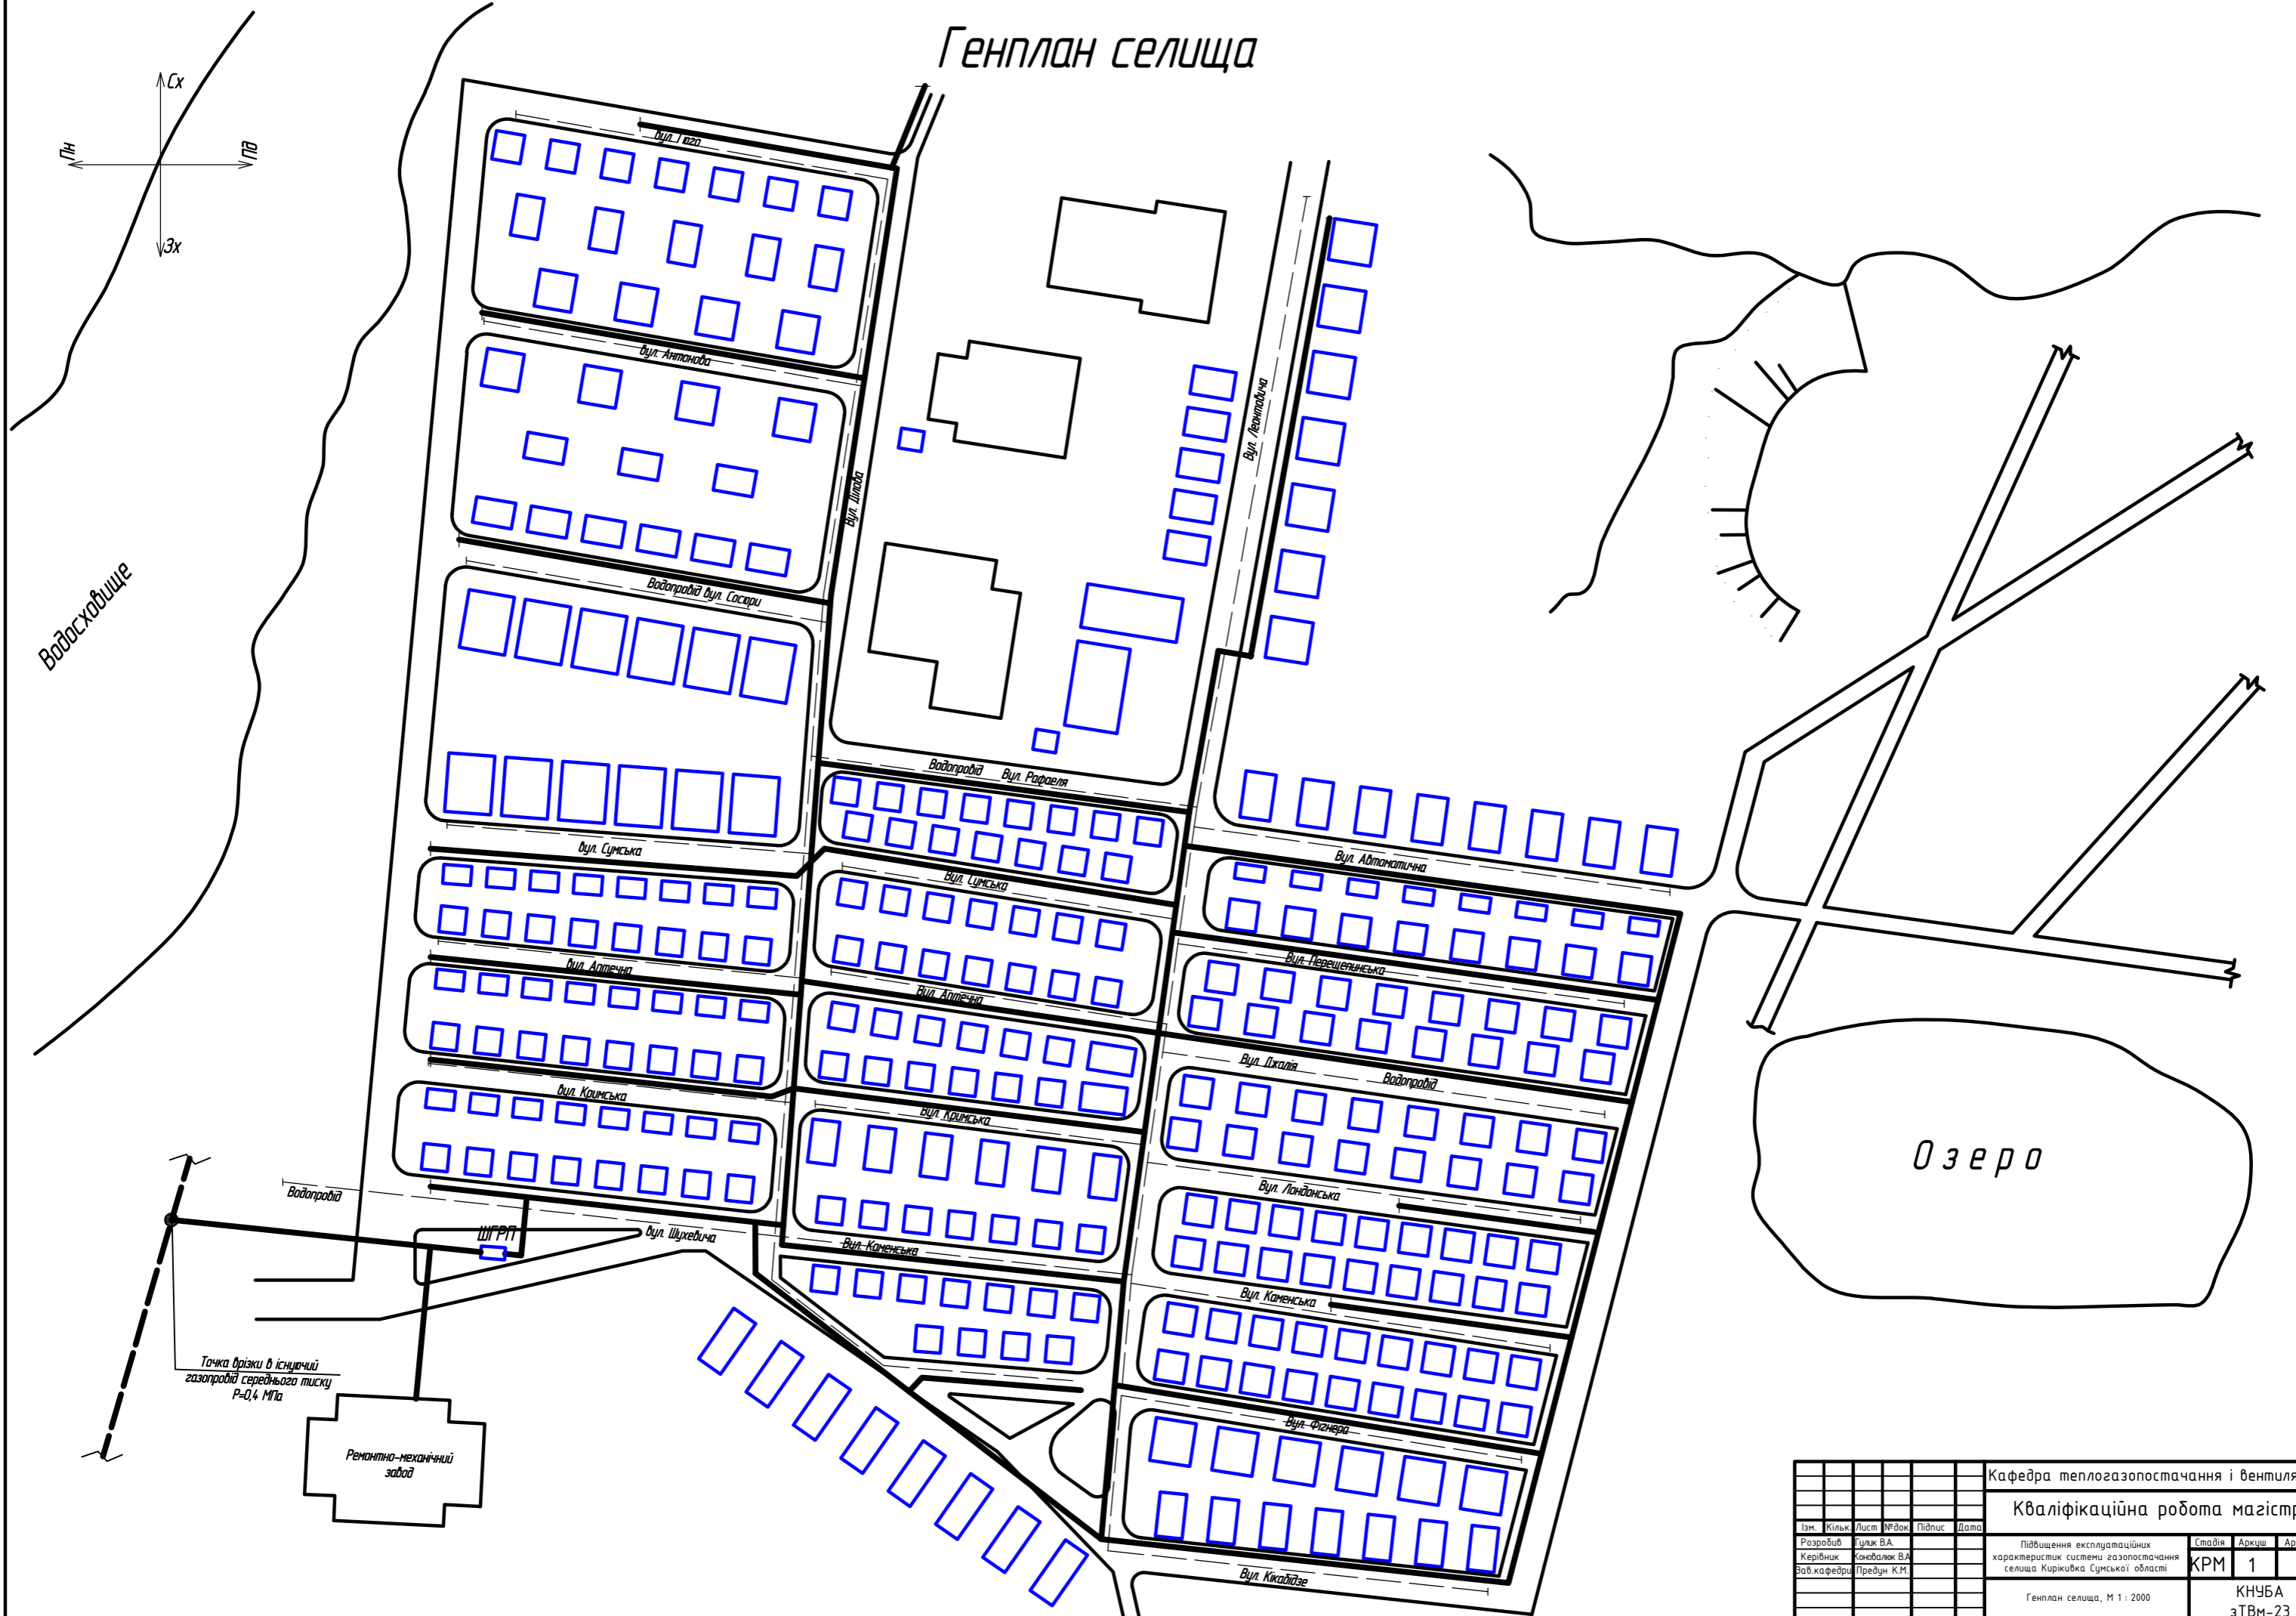 Генплан селища
Сх
Пн
Пд
Зх
вул. Гюго
вул. Антонова
Вул. Ділова
Вул. Леонтовича
Водопровід вул. Сосюри
Водосховище
Водопровід Вул. Рафаеля
вул. Сумська
Вул. Сумська
Вул. Автоматична
вул. Аптечна
Вул. Аптечна
Вул. Перещепинська
Вул. Джалія
Водопровід
вул. Кримська
Вул. Кримська
Озеро
Водопровід
Вул. Лондонська
ШГРП
вул. Шухевича
Вул. Каменська
Вул. Каменська
Точка врізки в існуючий
газопровід середнього тиску
Р=0,4 МПа
Вул. Фігнера
Ремонтно-механічний
завод
Вул. Кікабідзе
Кафедра теплогазопостачання і вентиля
Кваліфікаційна робота магістр
Ізм. Кільк. Лист №док. Підпис Дата
Розробив Гулик В.А.
Керівник Коновалюк В.А
Зав.кафедри Предун К.М.
Підвищення експлуатаційних
характеристик системи газопостачання
селища Кириківка Сумської області
Стадія Аркуш Ар
КРМ 1
Генплан селища, М 1 : 2000
КНУБА
зТВм-23